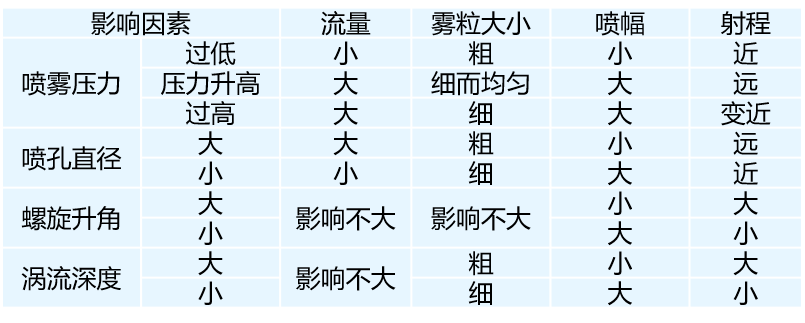 影响因素 流量 雾粒大小 喷幅 射程
喷雾压力 过低 小 粗 小 近
压力升高 大 细而均匀 大 远
过高 大 细 大 变近
喷孔直径 大 大 粗 小 远
小 小 细 大 近
螺旋升角 大 影响不大 影响不大 小 大
小 大 小
涡流深度 大 影响不大 粗 小 大
小 细 大 小